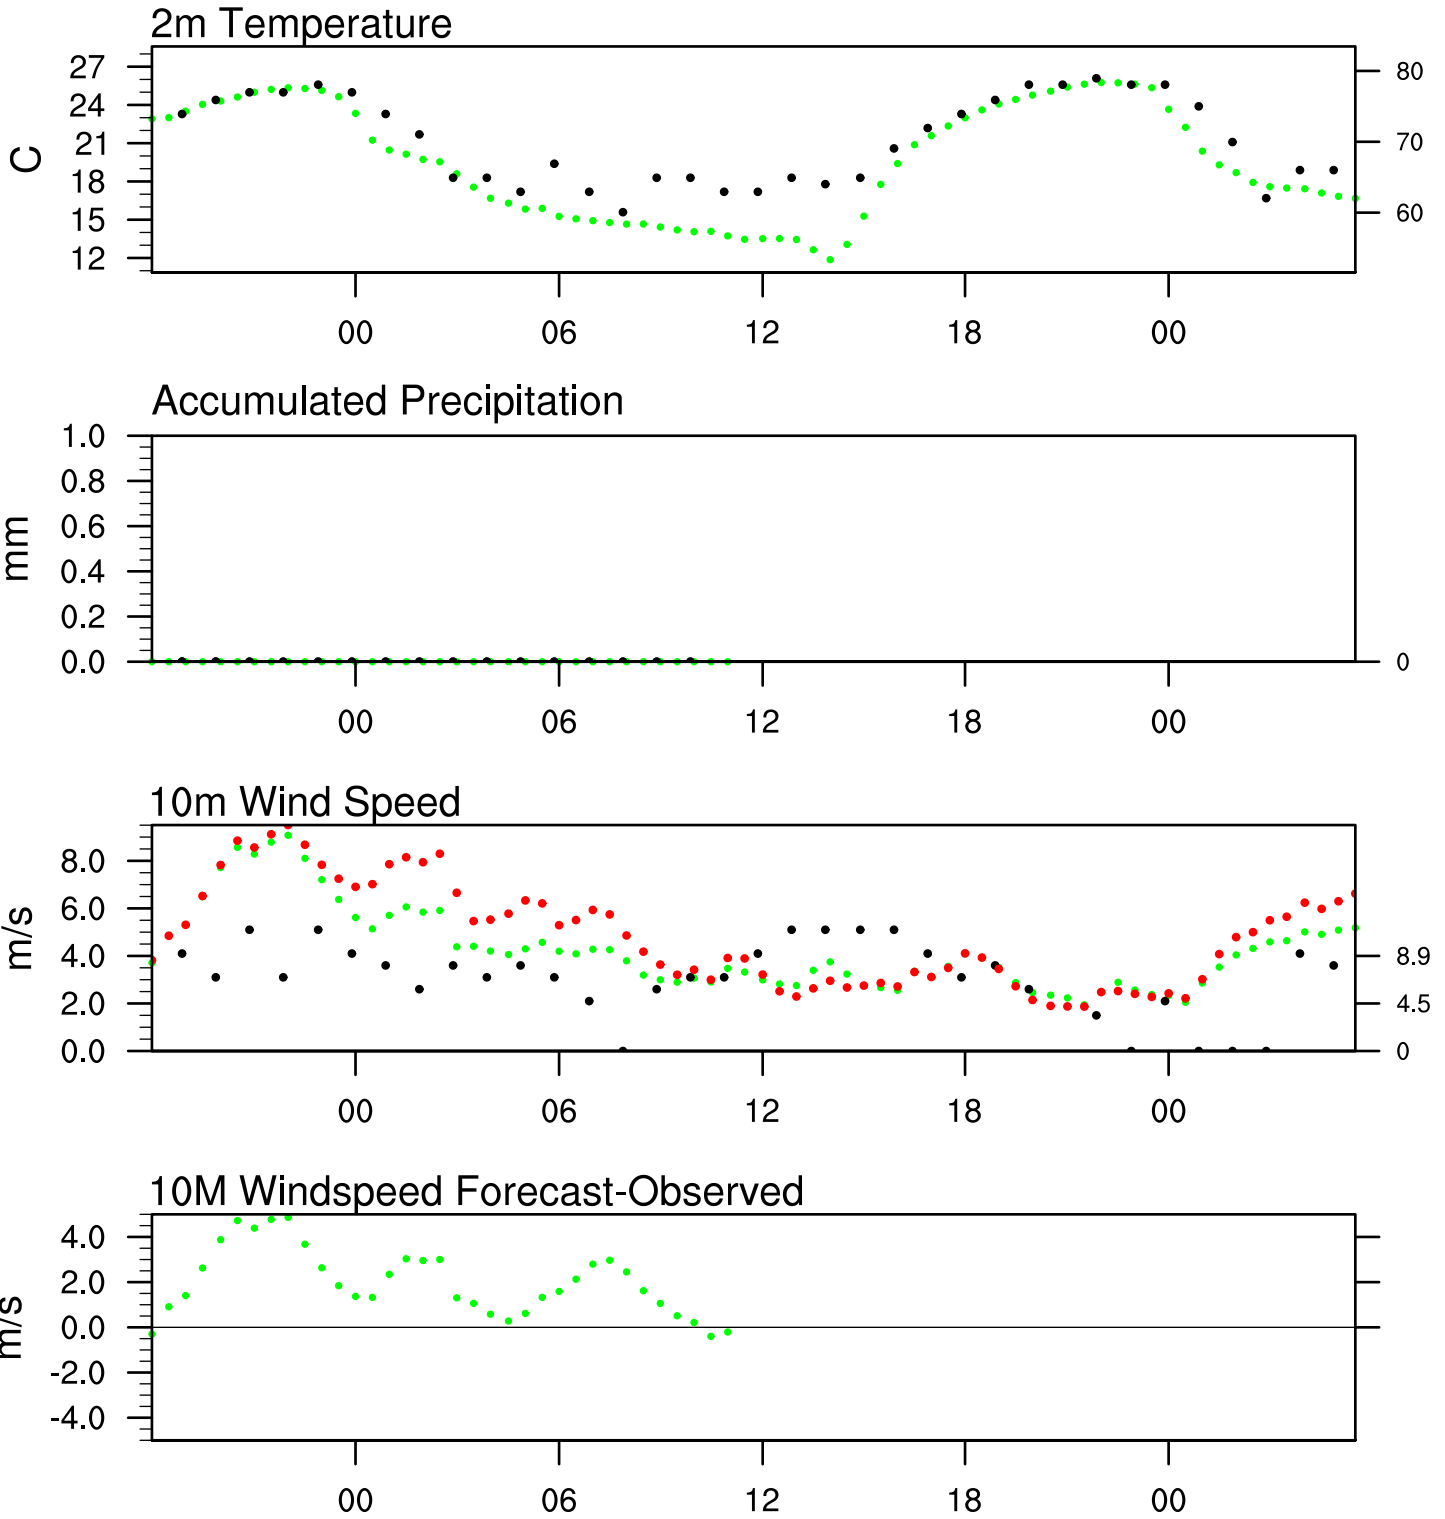 2m Temperature
27
24
21
18
15
12
C
80
70
60
00 06 12 18 00
Accumulated Precipitation
1.0
0.8
0.6
0.4
0.2
0.0
mm
0
00 06 12 18 00
10m Wind Speed
8.0
6.0
4.0
2.0
0.0
m/s
8.9
4.5
0
00 06 12 18 00
10M Windspeed Forecast-Observed
4.0
2.0
0.0
-2.0
-4.0
m/s
00 06 12 18 00